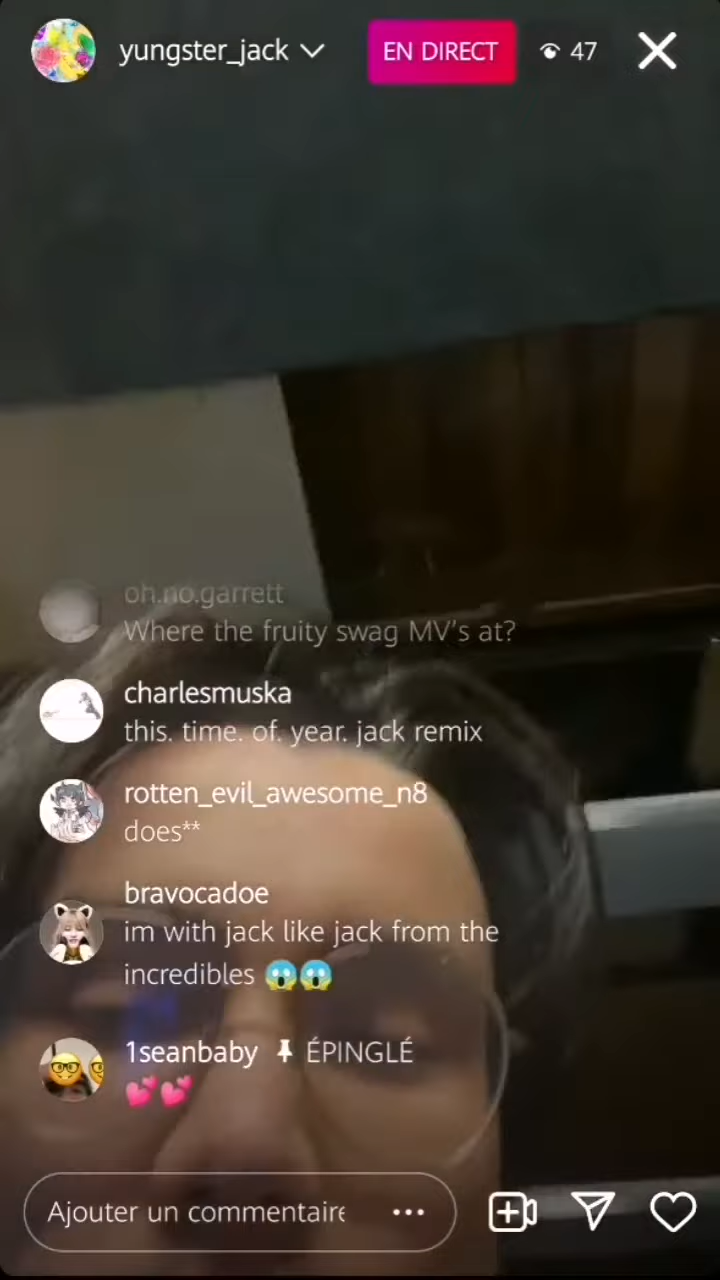 yungster_jack
EN DIRECT
47
oh.no.garrett
Where the fruity swag MV's at?
charlesmuska
this. time. of. year. jack remix
rotten_evil_awesome_n8
does**
bravocadoe
im with jack like jack from the
incredibles 😱😱
1seanbaby 📌 ÉPINGLÉ
💕💕
Ajouter un commentaire